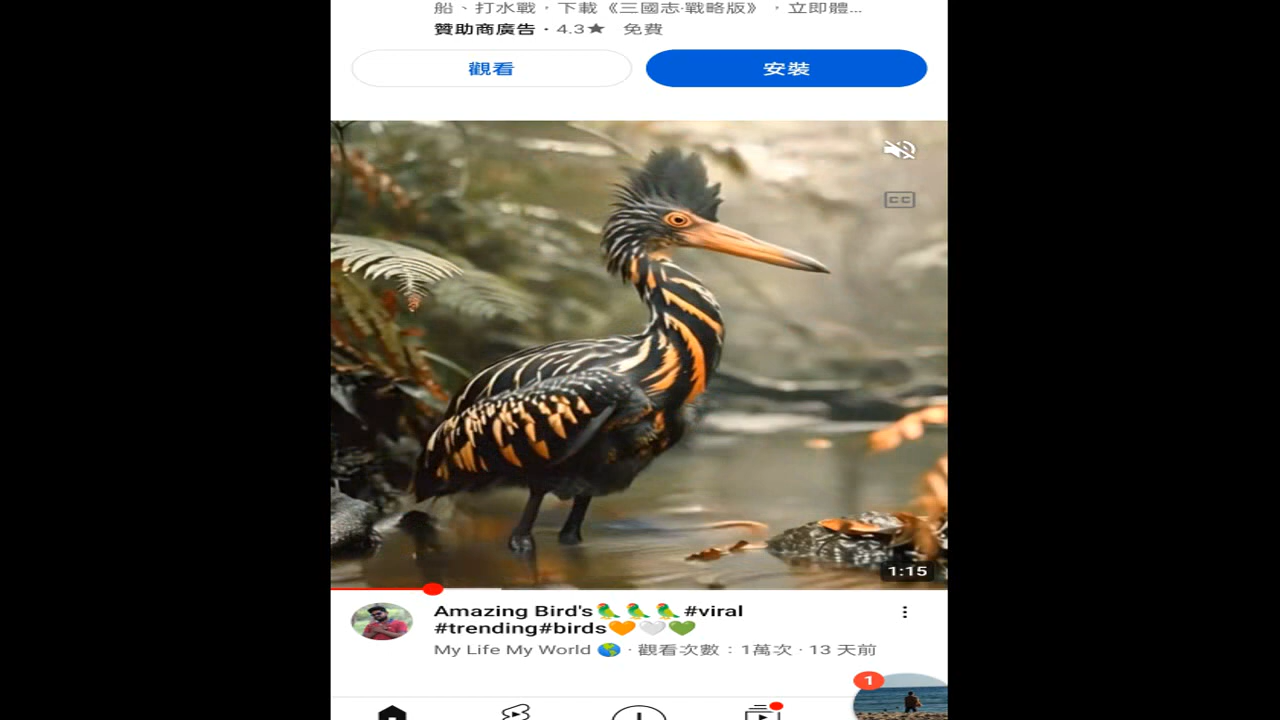 船、打水戰，下載《三國志·戰略版》，立即體...
贊助商廣告・4.3★ 免費
觀看
安裝
CC
1:15
Amazing Bird's🦜🦜🦜#viral
#trending#birds🧡🤍💚
My Life My World 🌎 · 觀看次數：1萬次 · 13 天前
1